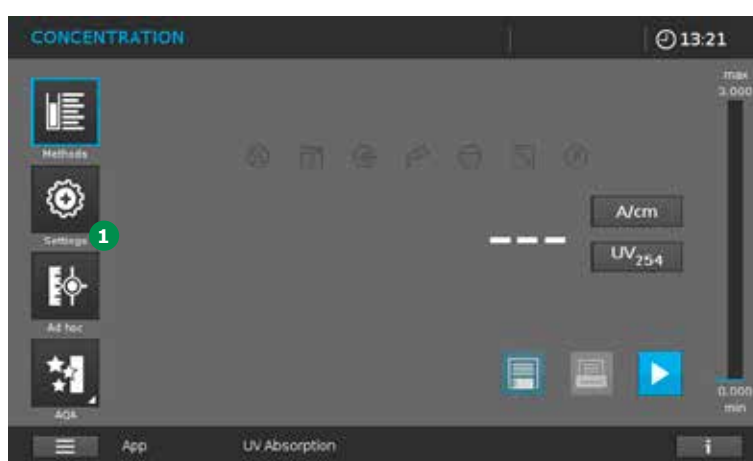 CONCENTRATION
13:21
max
3.000
Methods
Settings
1
Ad hoc
AQA
A/cm
UV254
0.000
min
App
UV Absorption
i